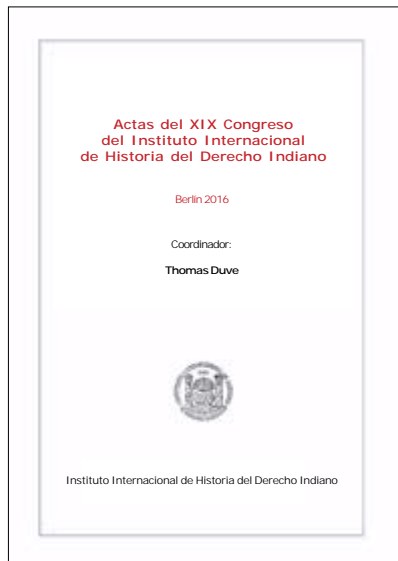 Actas del XIX Congreso
del Instituto Internacional
de Historia del Derecho Indiano
Berlin 2016
Coordinador:
Thomas Duve
Instituto Internacional de Historia del Derecho Indiano